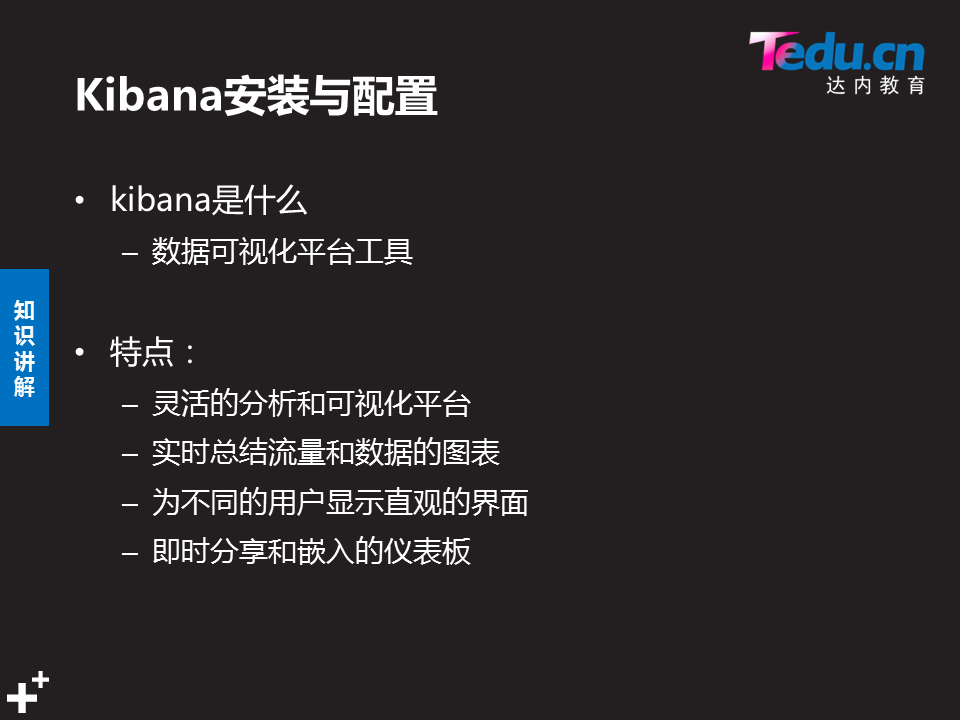 Tedu.cn
达内教育
Kibana安装与配置
• kibana是什么
– 数据可视化平台工具
知识讲解
• 特点：
– 灵活的分析和可视化平台
– 实时总结流量和数据的图表
– 为不同的用户显示直观的界面
– 即时分享和嵌入的仪表板